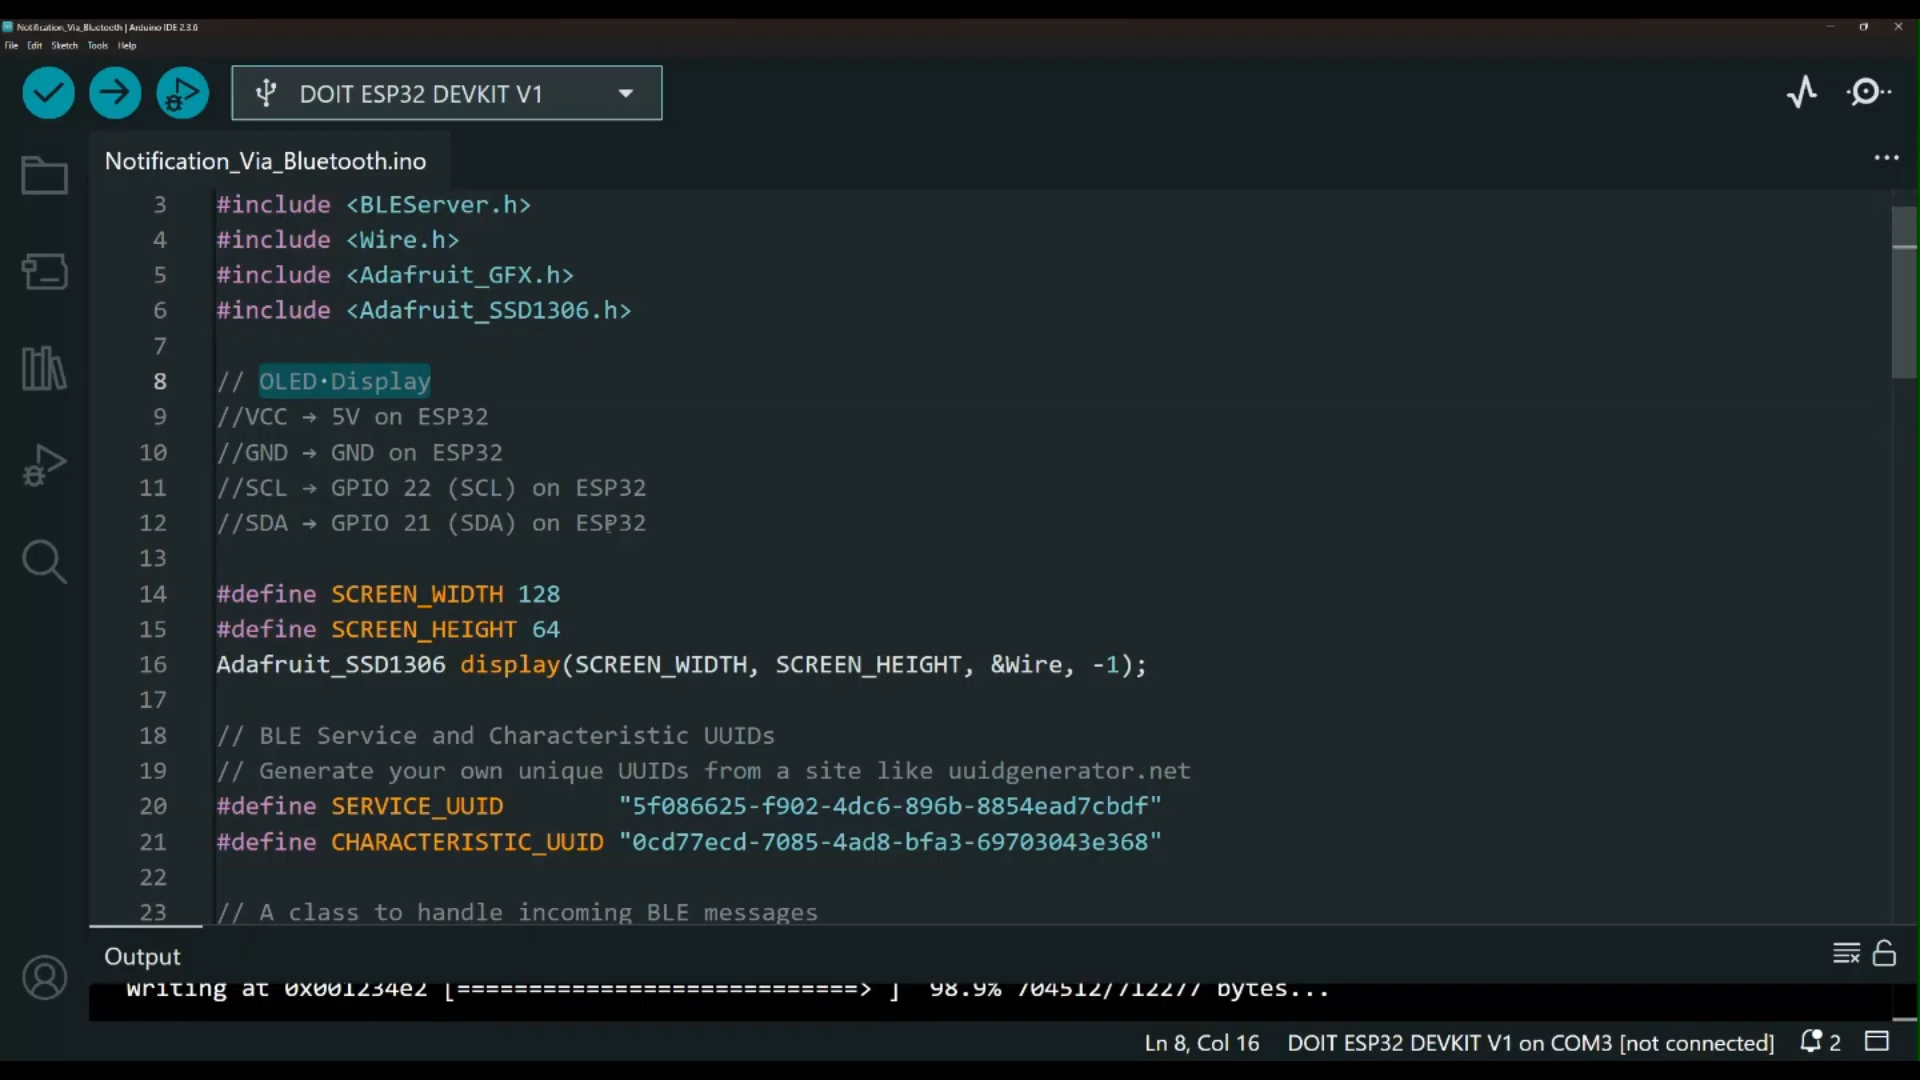 Notification_Via_Bluetooth | Arduino IDE 2.3.6
File Edit Sketch Tools Help
DOIT ESP32 DEVKIT V1
Notification_Via_Bluetooth.ino
3 #include <BLEServer.h>
4 #include <Wire.h>
5 #include <Adafruit_GFX.h>
6 #include <Adafruit_SSD1306.h>
7
8 // OLED·Display
9 //VCC → 5V on ESP32
10 //GND → GND on ESP32
11 //SCL → GPIO 22 (SCL) on ESP32
12 //SDA → GPIO 21 (SDA) on ESP32
13
14 #define SCREEN_WIDTH 128
15 #define SCREEN_HEIGHT 64
16 Adafruit_SSD1306 display(SCREEN_WIDTH, SCREEN_HEIGHT, &Wire, -1);
17
18 // BLE Service and Characteristic UUIDs
19 // Generate your own unique UUIDs from a site like uuidgenerator.net
20 #define SERVICE_UUID        "5f086625-f902-4dc6-896b-8854ead7cbdf"
21 #define CHARACTERISTIC_UUID "0cd77ecd-7085-4ad8-bfa3-69703043e368"
22
23 // A class to handle incoming BLE messages
Output
Writing at 0x001234e2 [============================> ]  98.9% 704512/712277 bytes...
Ln 8, Col 16 DOIT ESP32 DEVKIT V1 on COM3 [not connected] 2